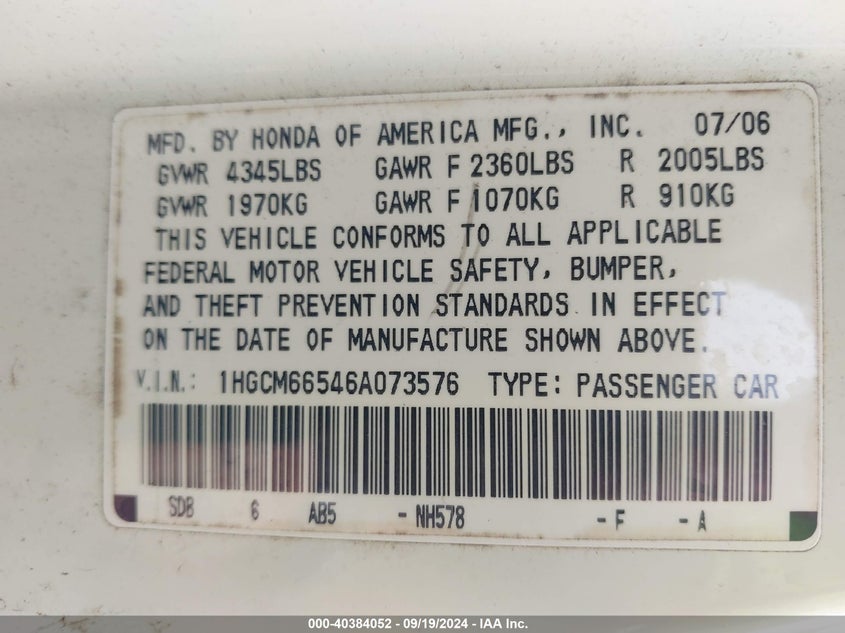 MFD. BY HONDA OF AMERICA MFG., INC. 07/06
GVWR 4345LBS GAWR F 2360LBS R 2005LBS
GVWR 1970KG GAWR F 1070KG R 910KG
THIS VEHICLE CONFORMS TO ALL APPLICABLE
FEDERAL MOTOR VEHICLE SAFETY, BUMPER,
AND THEFT PREVENTION STANDARDS IN EFFECT
ON THE DATE OF MANUFACTURE SHOWN ABOVE.
V.I.N.: 1HGCM66546A073576 TYPE: PASSENGER CAR
SDB 6 AB5 - NH578 - F - A
000-40384052 - 09/19/2024 - IAA Inc.